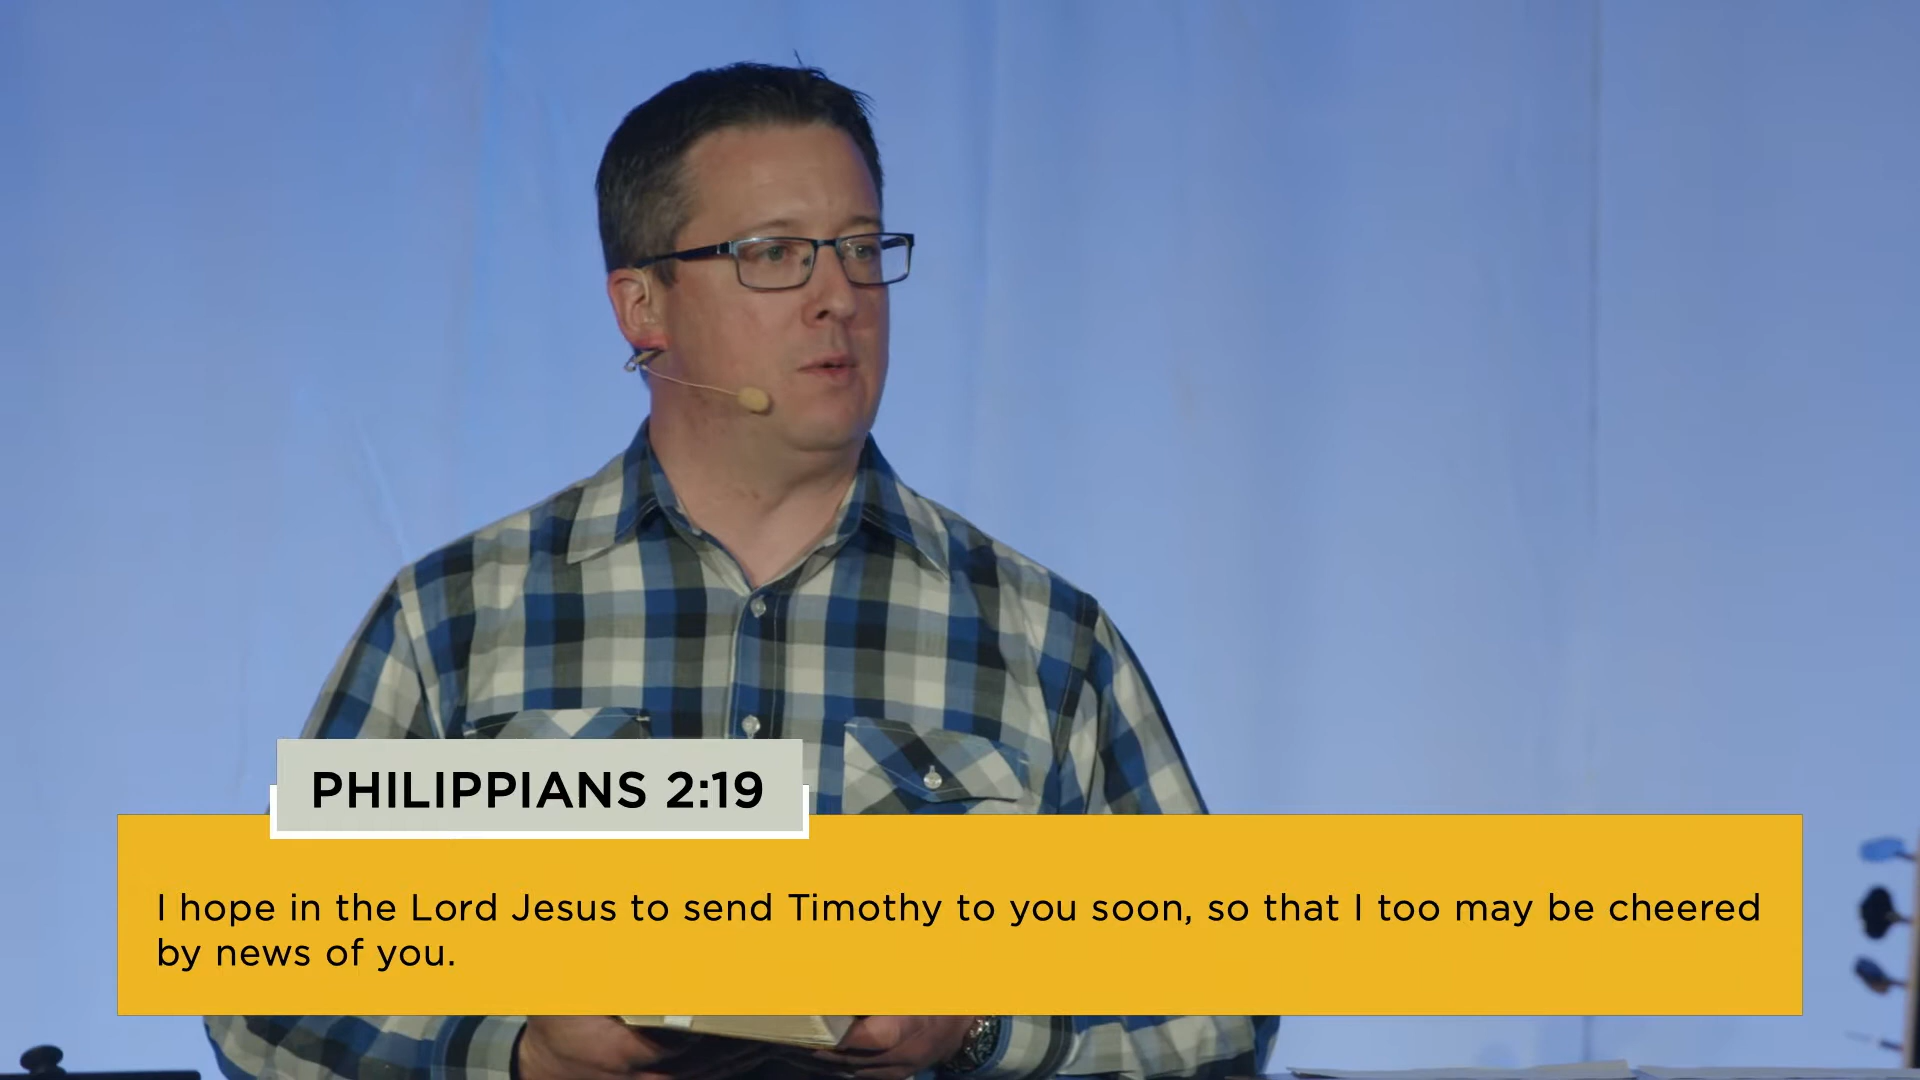 PHILIPPIANS 2:19
I hope in the Lord Jesus to send Timothy to you soon, so that I too may be cheered
by news of you.